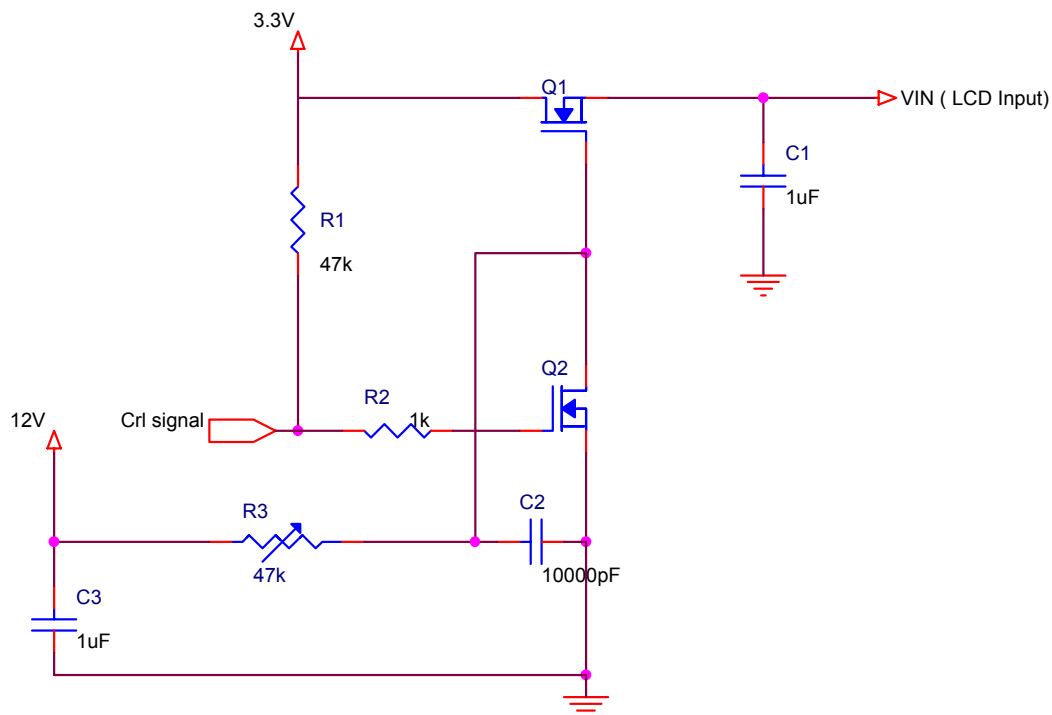 3.3V
Q1
VIN ( LCD Input)
C1
1uF
R1
47k
Q2
R2
1k
Crl signal
12V
R3
47k
C2
10000pF
C3
1uF